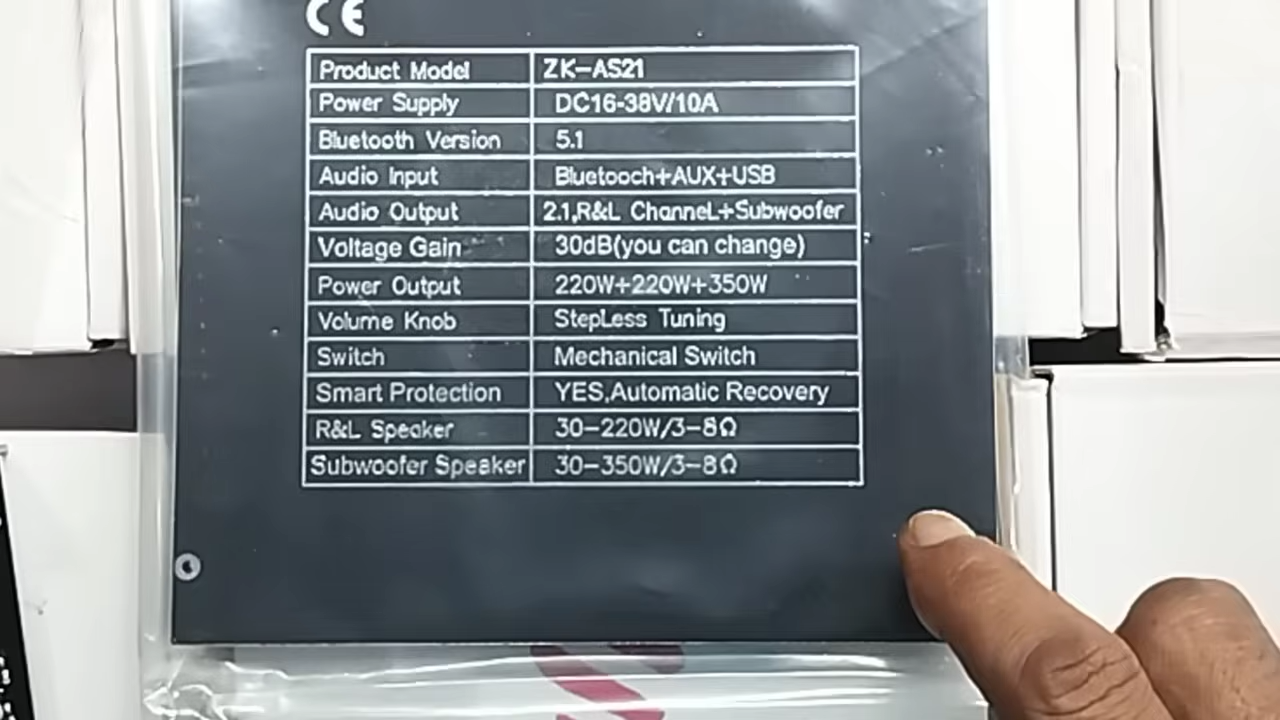 CE
Product Model ZK-AS21
Power Supply DC16-38V/10A
Bluetooth Version 5.1
Audio Input Bluetooch+AUX+USB
Audio Output 2.1,R&L ChanneL+Subwoofer
Voltage Gain 30dB(you can change)
Power Output 220W+220W+350W
Volume Knob StepLess Tuning
Switch Mechanical Switch
Smart Protection YES,Automatic Recovery
R&L Speaker 30-220W/3-8Ω
Subwoofer Speaker 30-350W/3-8Ω